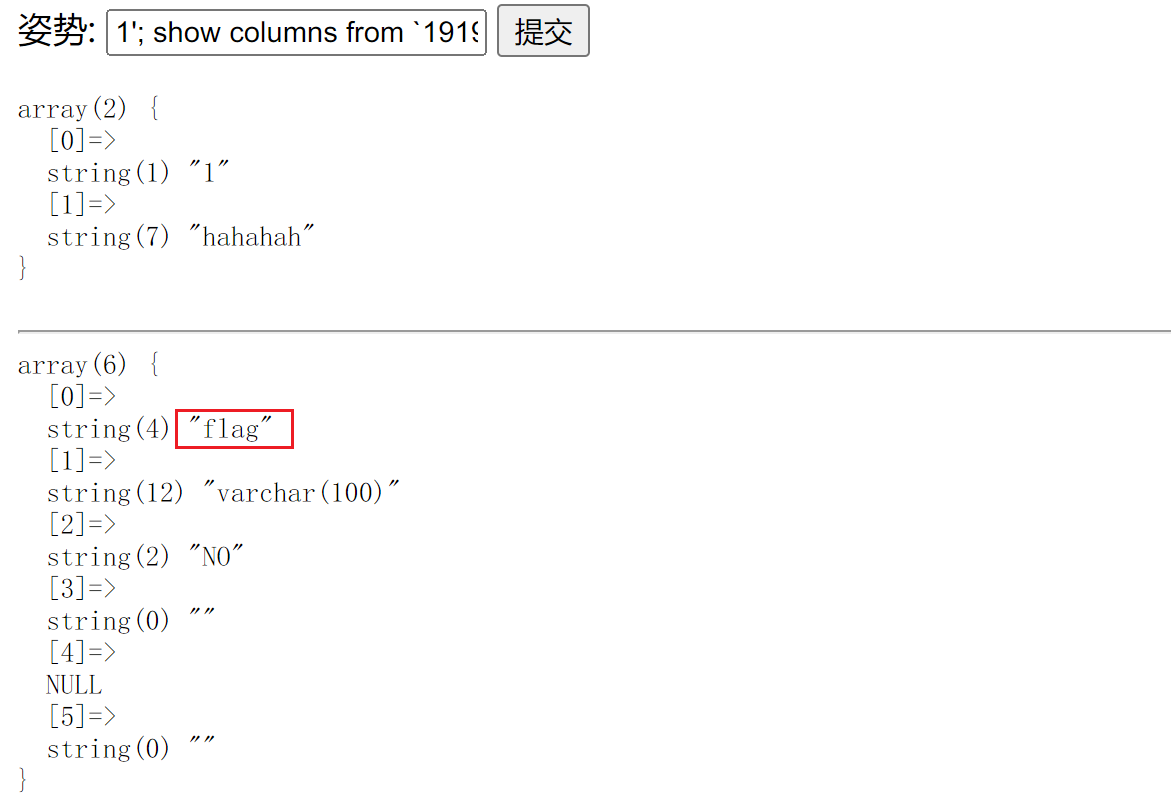 姿势: 1'; show columns from `1919 提交
array(2) {
  [0]=>
  string(1) "1"
  [1]=>
  string(7) "hahahah"
}
array(6) {
  [0]=>
  string(4) "flag"
  [1]=>
  string(12) "varchar(100)"
  [2]=>
  string(2) "NO"
  [3]=>
  string(0) ""
  [4]=>
  NULL
  [5]=>
  string(0) ""
}